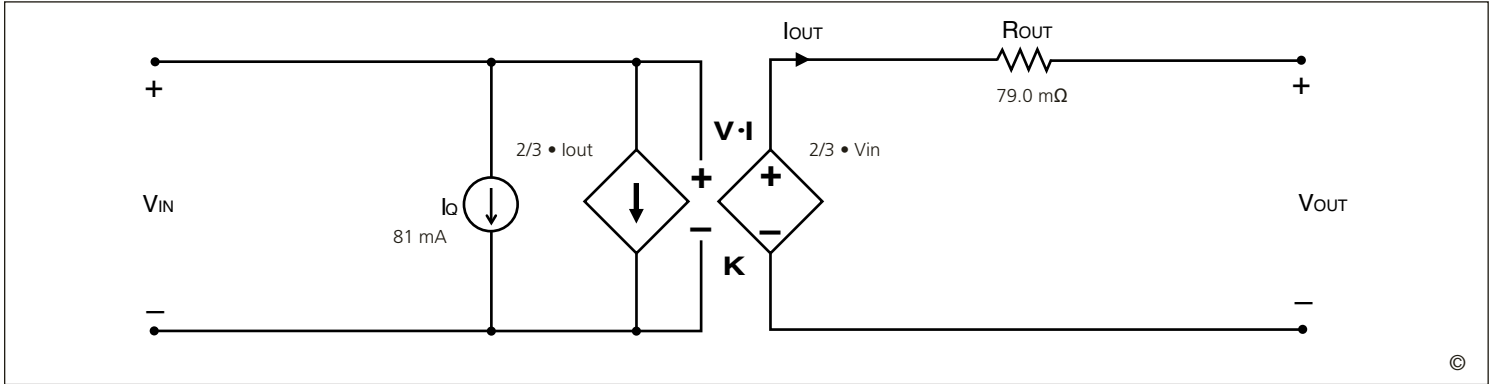 IOUT
ROUT
+
+
79.0 mΩ
V•I
2/3 • Iout
2/3 • Vin
+
+
VIN
IQ
VOUT
81 mA
–
–
K
–
–
©